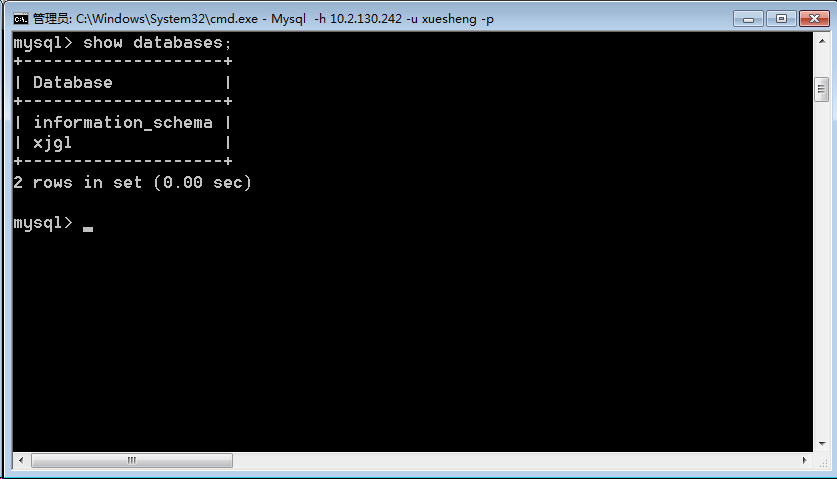 管理员: C:\Windows\System32\cmd.exe - Mysql  -h 10.2.130.242 -u xuesheng -p
mysql> show databases;
+--------------------+
| Database           |
+--------------------+
| information_schema |
| xjgl               |
+--------------------+
2 rows in set (0.00 sec)
mysql> _